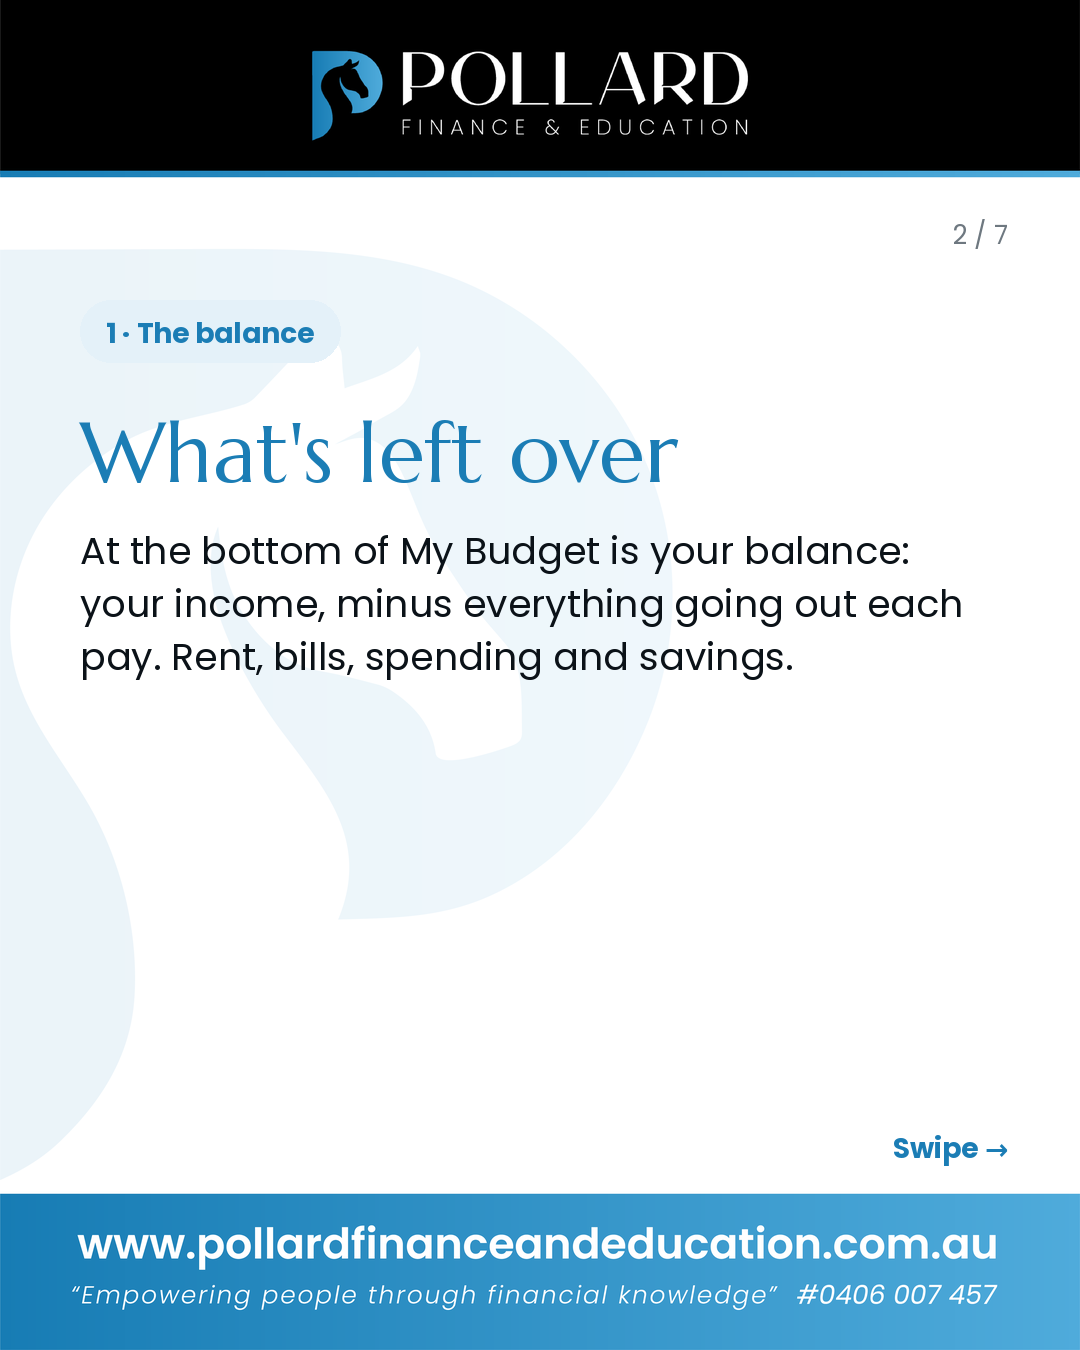 POLLARD
FINANCE & EDUCATION
2 / 7
1 · The balance
What's left over
At the bottom of My Budget is your balance:
your income, minus everything going out each
pay. Rent, bills, spending and savings.
Swipe →
www.pollardfinanceandeducation.com.au
“Empowering people through financial knowledge” #0406 007 457